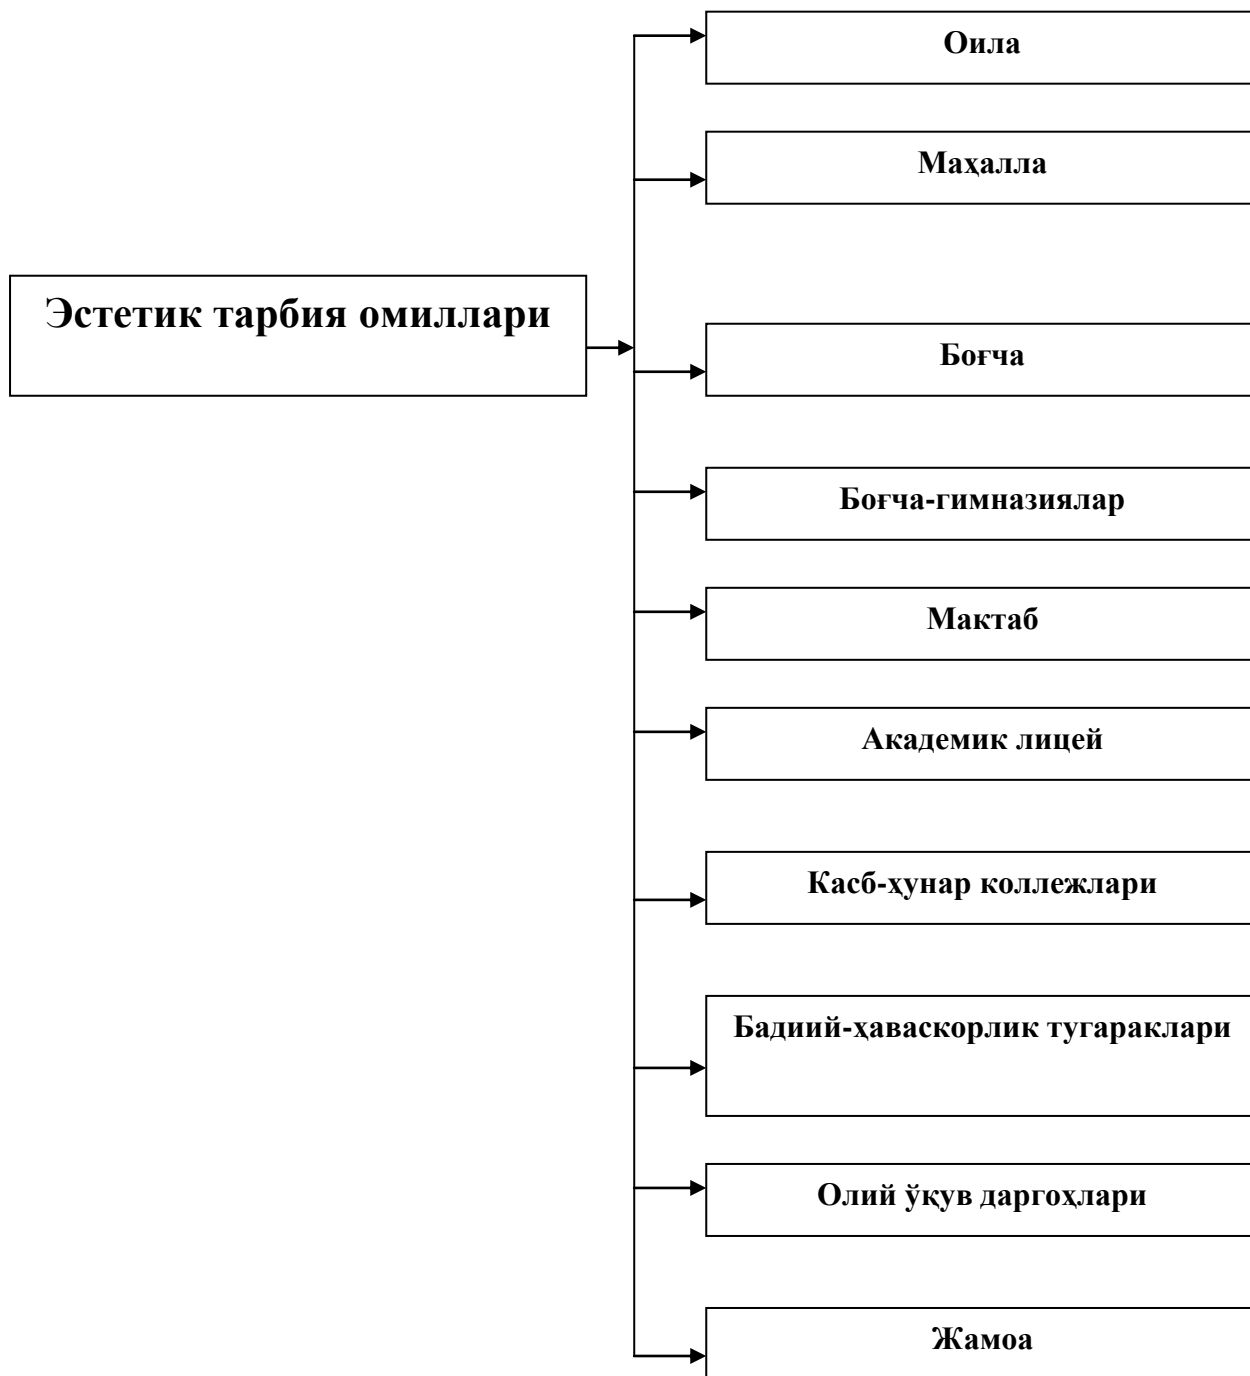 Оила
Маҳалла
Эстетик тарбия омиллари
Боғча
Боғча-гимназиялар
Мактаб
Академик лицей
Касб-ҳунар коллежлари
Бадиий-ҳаваскорлик тугараклари
Олий ўқув даргоҳлари
Жамоа